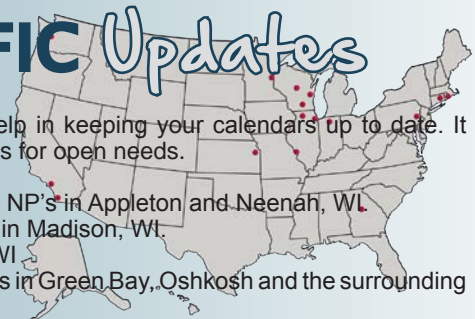 FIC Updates
elp in keeping your calendars up to date. It
s for open needs.
NP's in Appleton and Neenah, WI.
in Madison, WI.
WI
s in Green Bay, Oshkosh and the surrounding